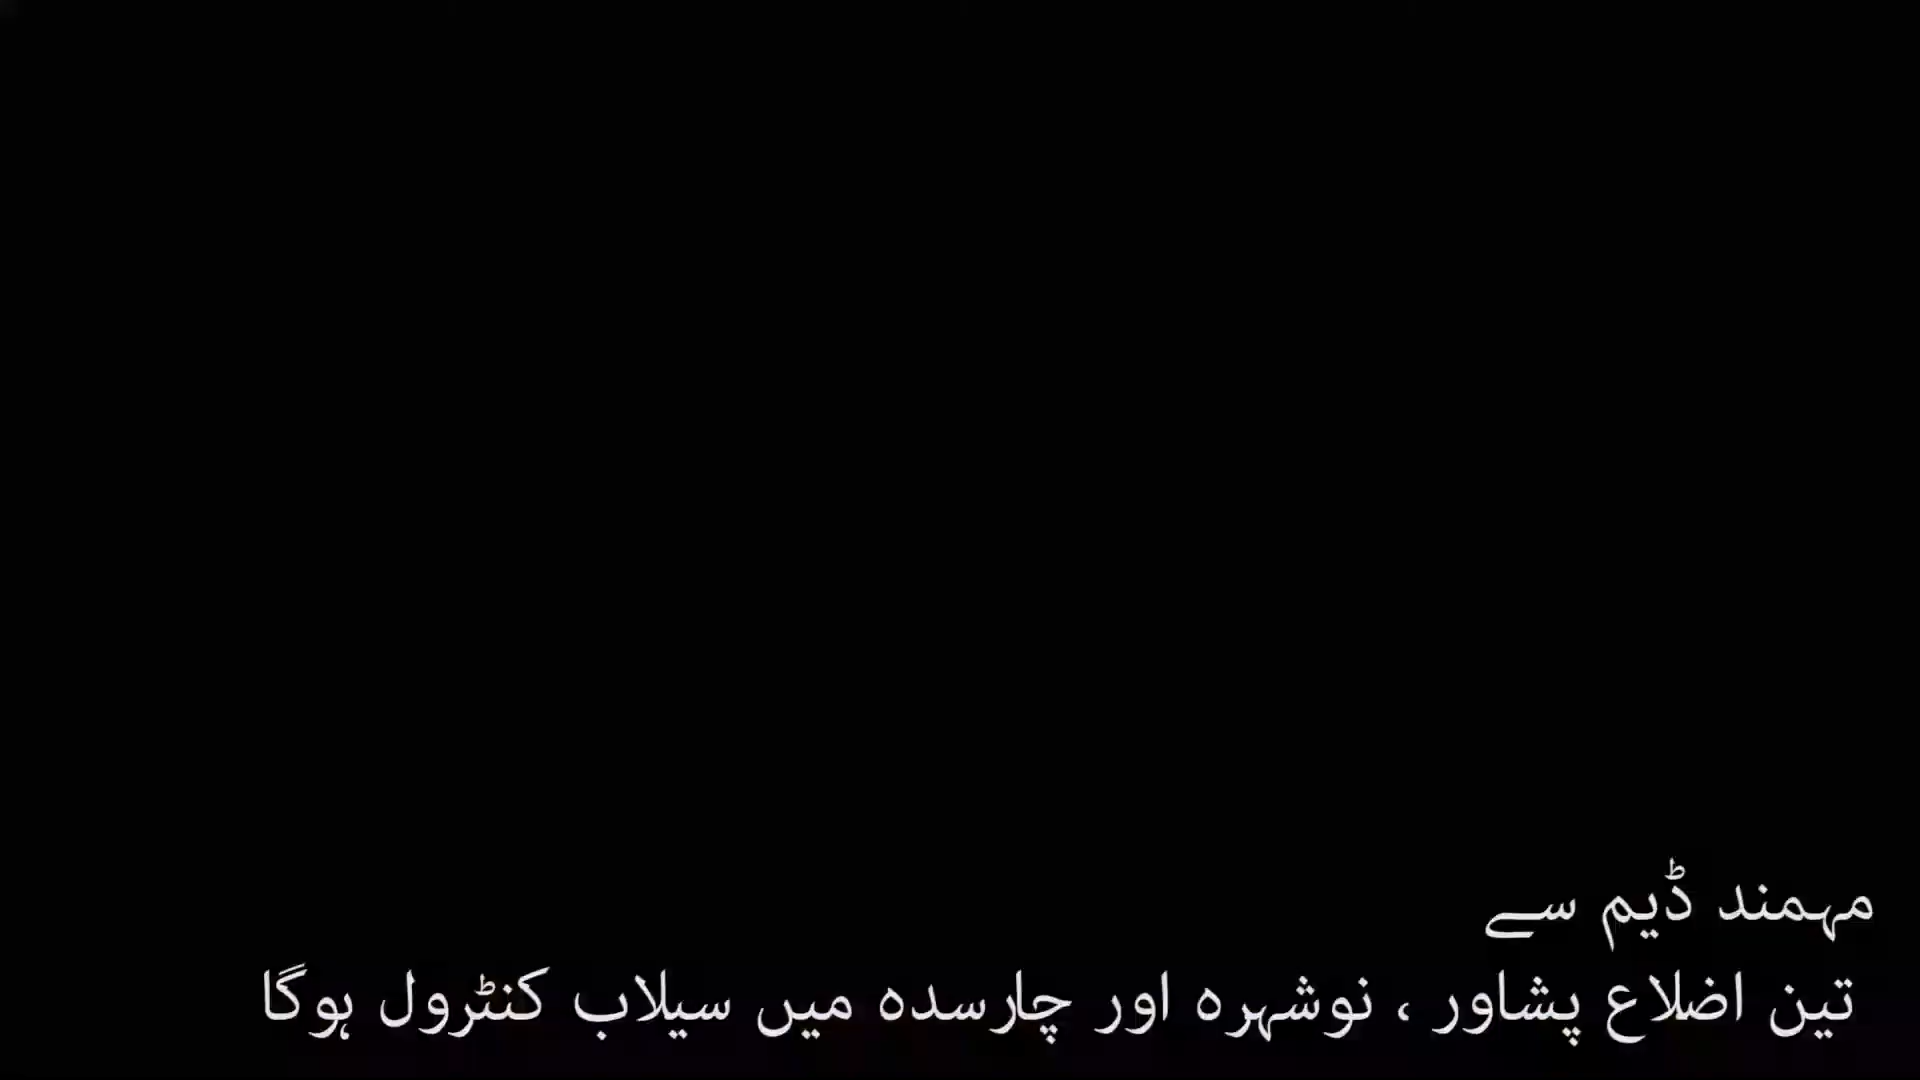 مہمند ڈیم سے
تین اضلاع پشاور ، نوشہرہ اور چارسدہ میں سیلاب کنٹرول ہوگا